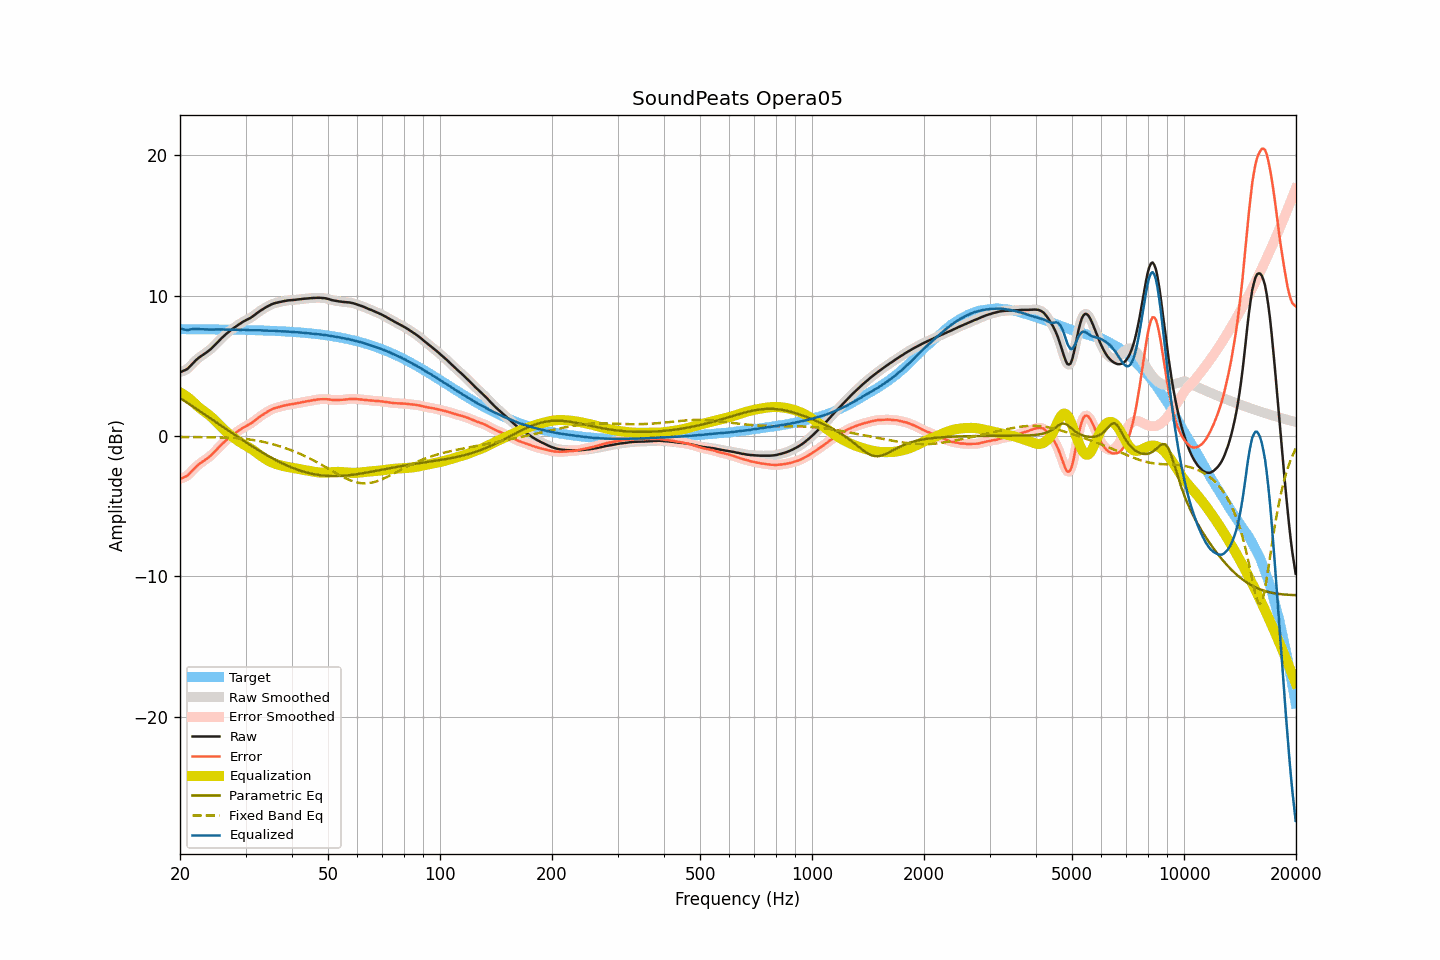 SoundPeats Opera05
Amplitude (dBr)
20
10
0
−10
−20
Target
Raw Smoothed
Error Smoothed
Raw
Error
Equalization
Parametric Eq
Fixed Band Eq
Equalized
20 50 100 200 500 1000 2000 5000 10000 20000
Frequency (Hz)